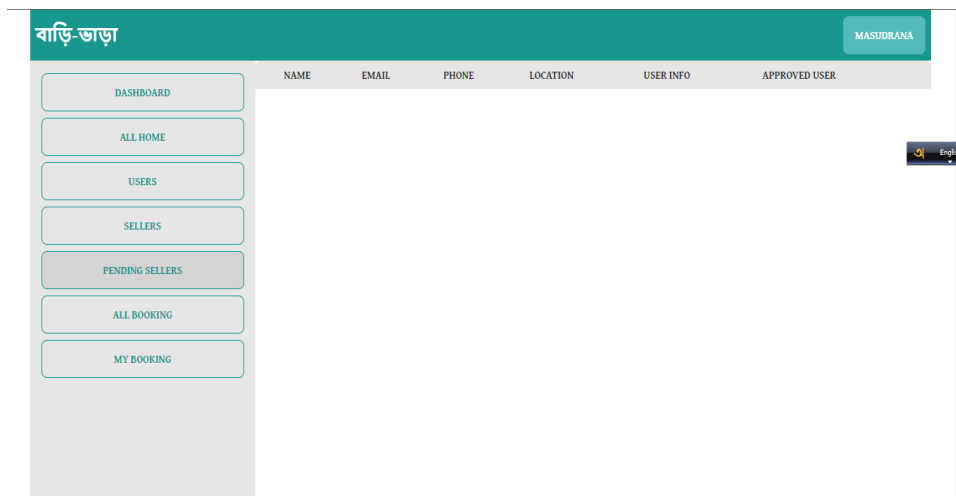 বাড়ি-ভাড়া
MASUDRANA
NAME EMAIL PHONE LOCATION USER INFO APPROVED USER
DASHBOARD
ALL HOME
USERS
SELLERS
PENDING SELLERS
ALL BOOKING
MY BOOKING
অ